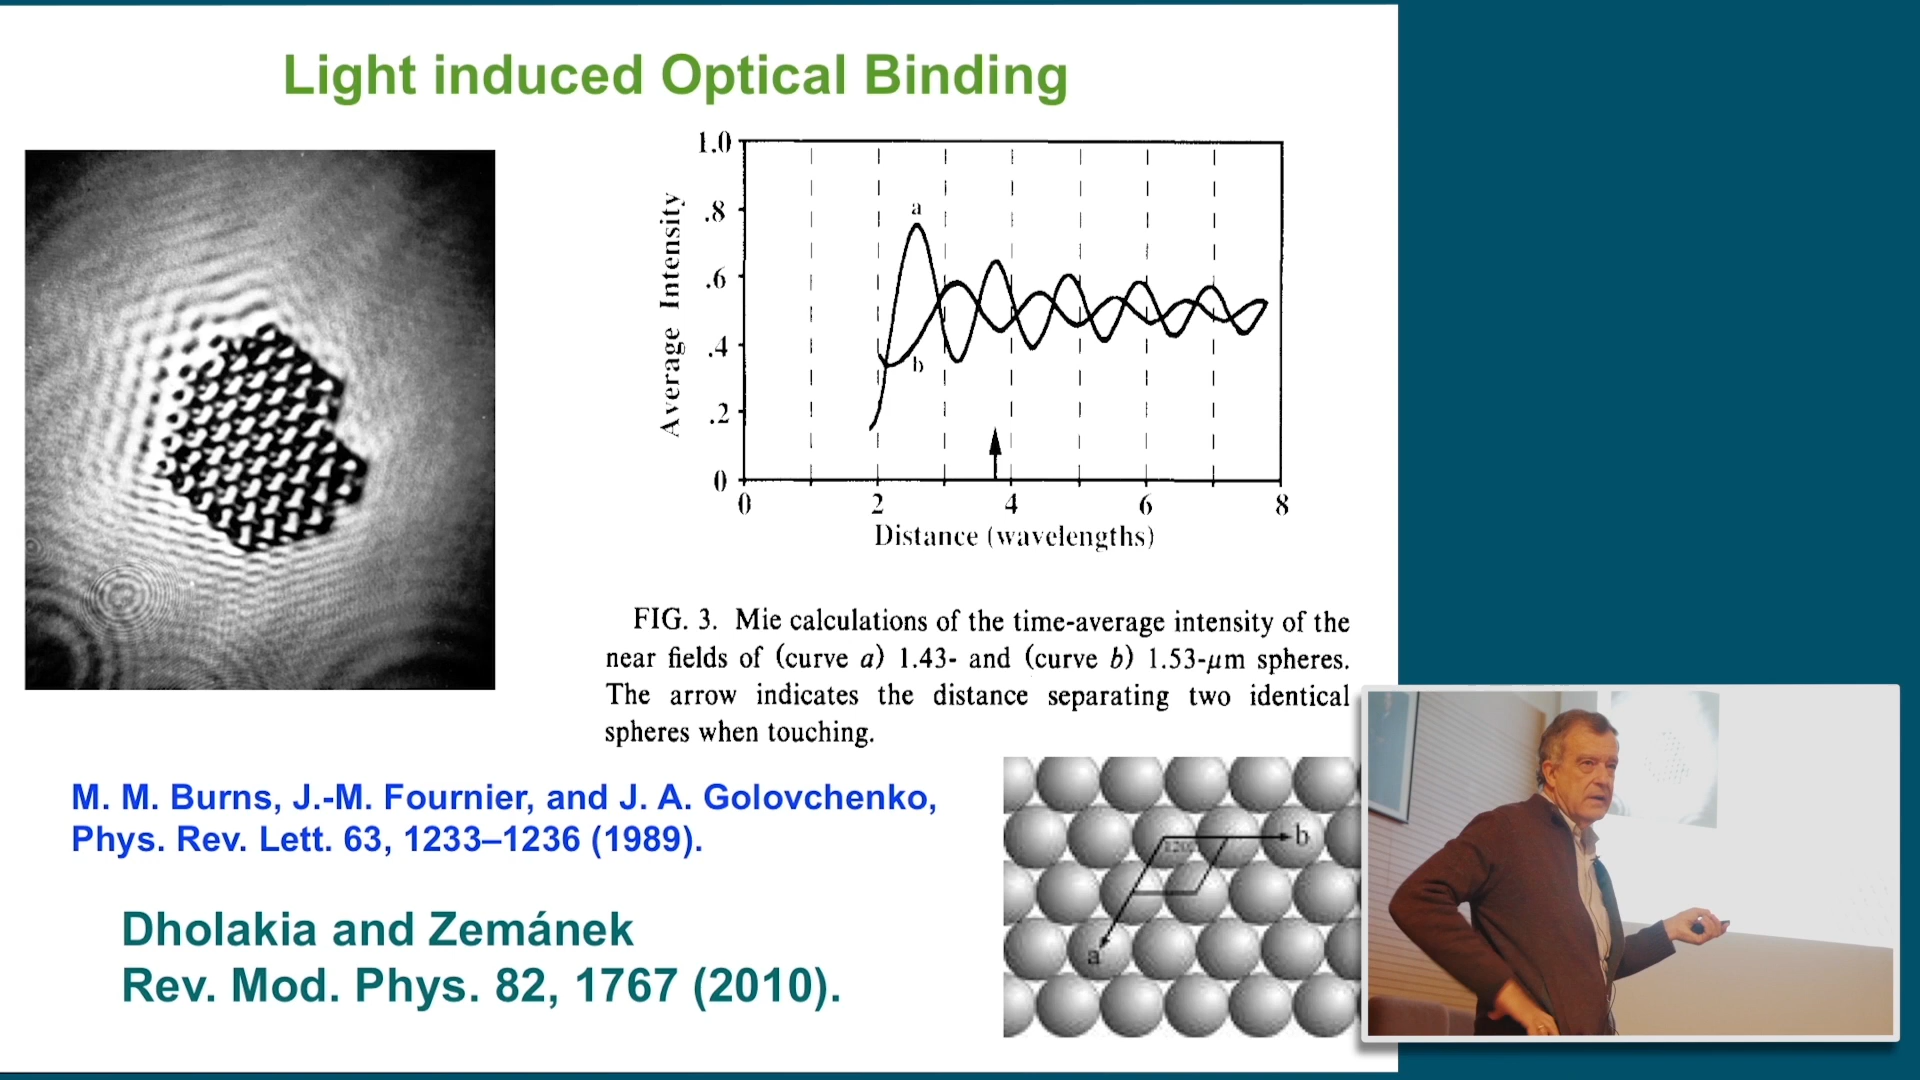 Light induced Optical Binding
1.0
.8
.6
.4
.2
0
Average Intensity
a
b
0 2 4 6 8
Distance (wavelengths)
FIG. 3. Mie calculations of the time-average intensity of the
near fields of (curve a) 1.43- and (curve b) 1.53-μm spheres.
The arrow indicates the distance separating two identical
spheres when touching.
M. M. Burns, J.-M. Fournier, and J. A. Golovchenko,
Phys. Rev. Lett. 63, 1233–1236 (1989).
Dholakia and Zemánek
Rev. Mod. Phys. 82, 1767 (2010).
b
a